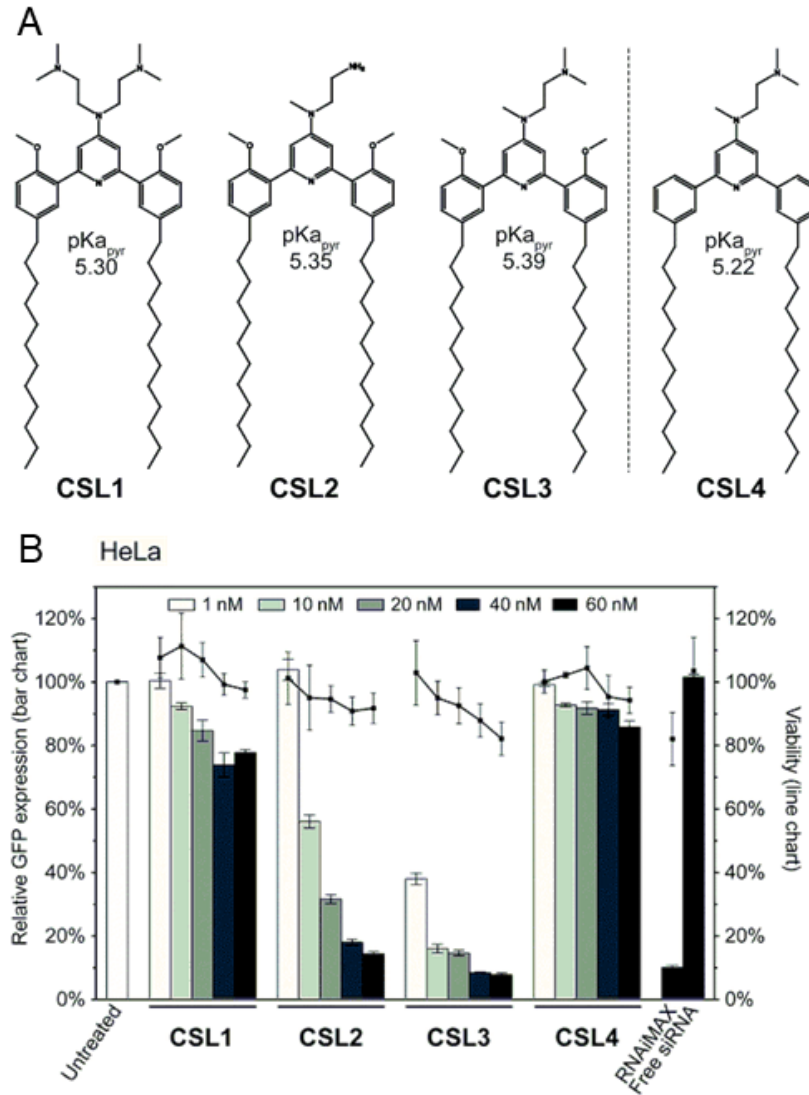 A
N N
N
O O
N
pKa pyr
5.30
CSL1
NH₂
N
O O
N
pKa pyr
5.35
CSL2
N
N
O O
N
pKa pyr
5.39
CSL3
N
N
N
pKa pyr
5.22
CSL4
B HeLa
1 nM 10 nM 20 nM 40 nM 60 nM
Relative GFP expression (bar chart)
120%
100%
80%
60%
40%
20%
0%
120%
100%
80%
60%
40%
20%
0%
Viability (line chart)
Untreated
CSL1
CSL2
CSL3
CSL4
RNAiMAX
Free siRNA